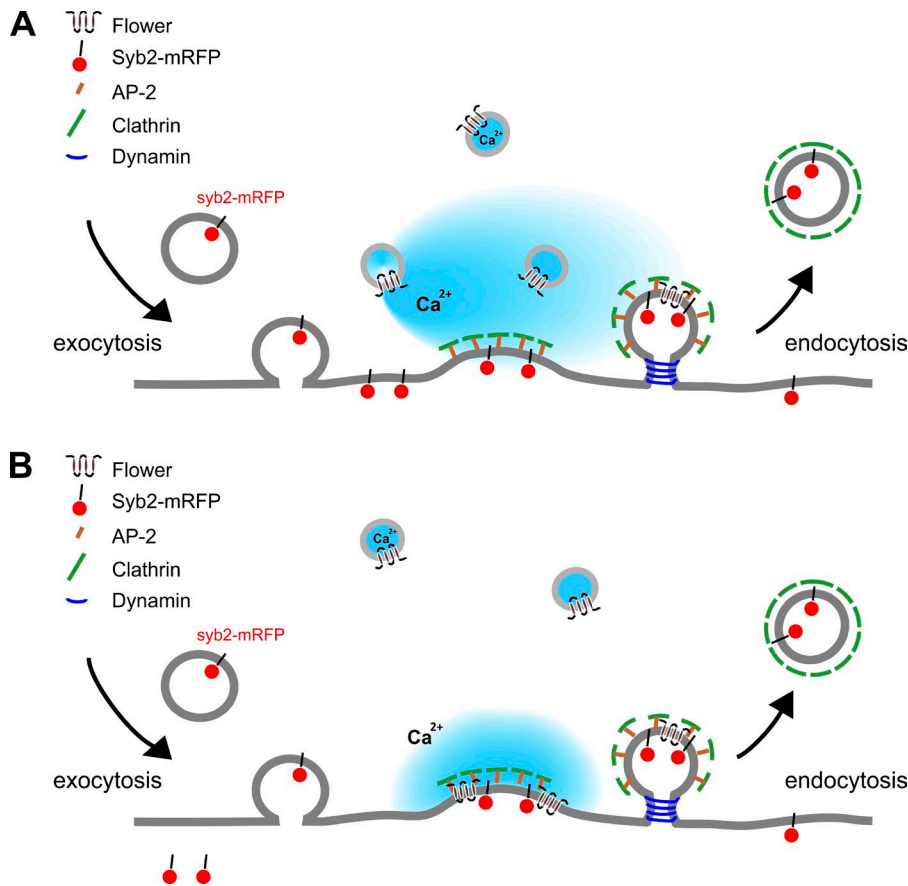 A
Flower
Syb2-mRFP
AP-2
Clathrin
Dynamin
Ca2+
syb2-mRFP
Ca2+
exocytosis
endocytosis
B
Flower
Syb2-mRFP
AP-2
Clathrin
Dynamin
Ca2+
syb2-mRFP
Ca2+
exocytosis
endocytosis